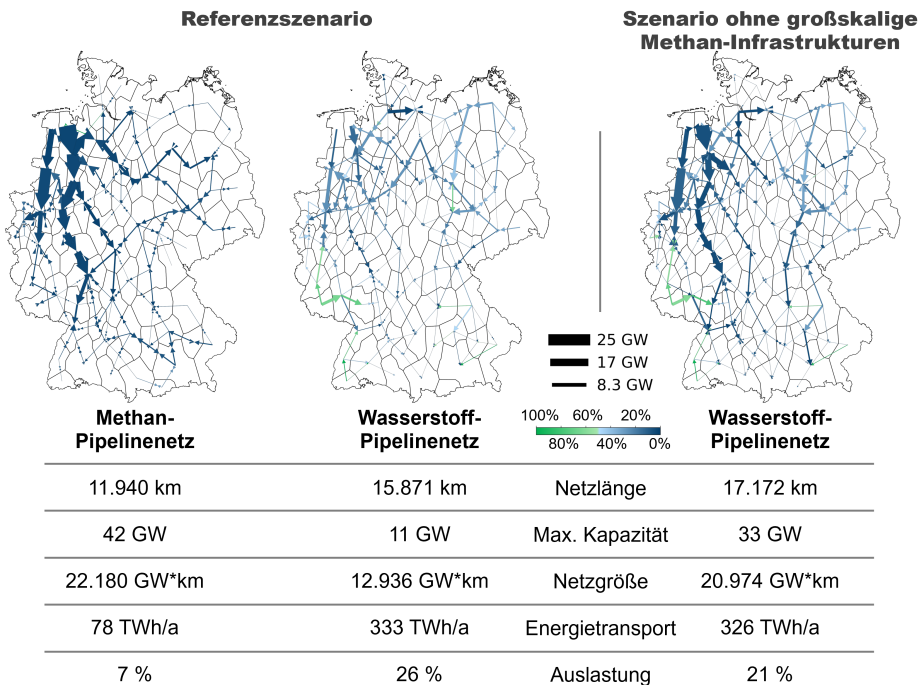 Referenzszenario
Szenario ohne großskalige
Methan-Infrastrukturen
25 GW
17 GW
8.3 GW
100% 60% 20%
80% 40% 0%
Methan-
Pipelinenetz
Wasserstoff-
Pipelinenetz
Wasserstoff-
Pipelinenetz
11.940 km 15.871 km Netzlänge 17.172 km
42 GW 11 GW Max. Kapazität 33 GW
22.180 GW*km 12.936 GW*km Netzgröße 20.974 GW*km
78 TWh/a 333 TWh/a Energietransport 326 TWh/a
7 % 26 % Auslastung 21 %